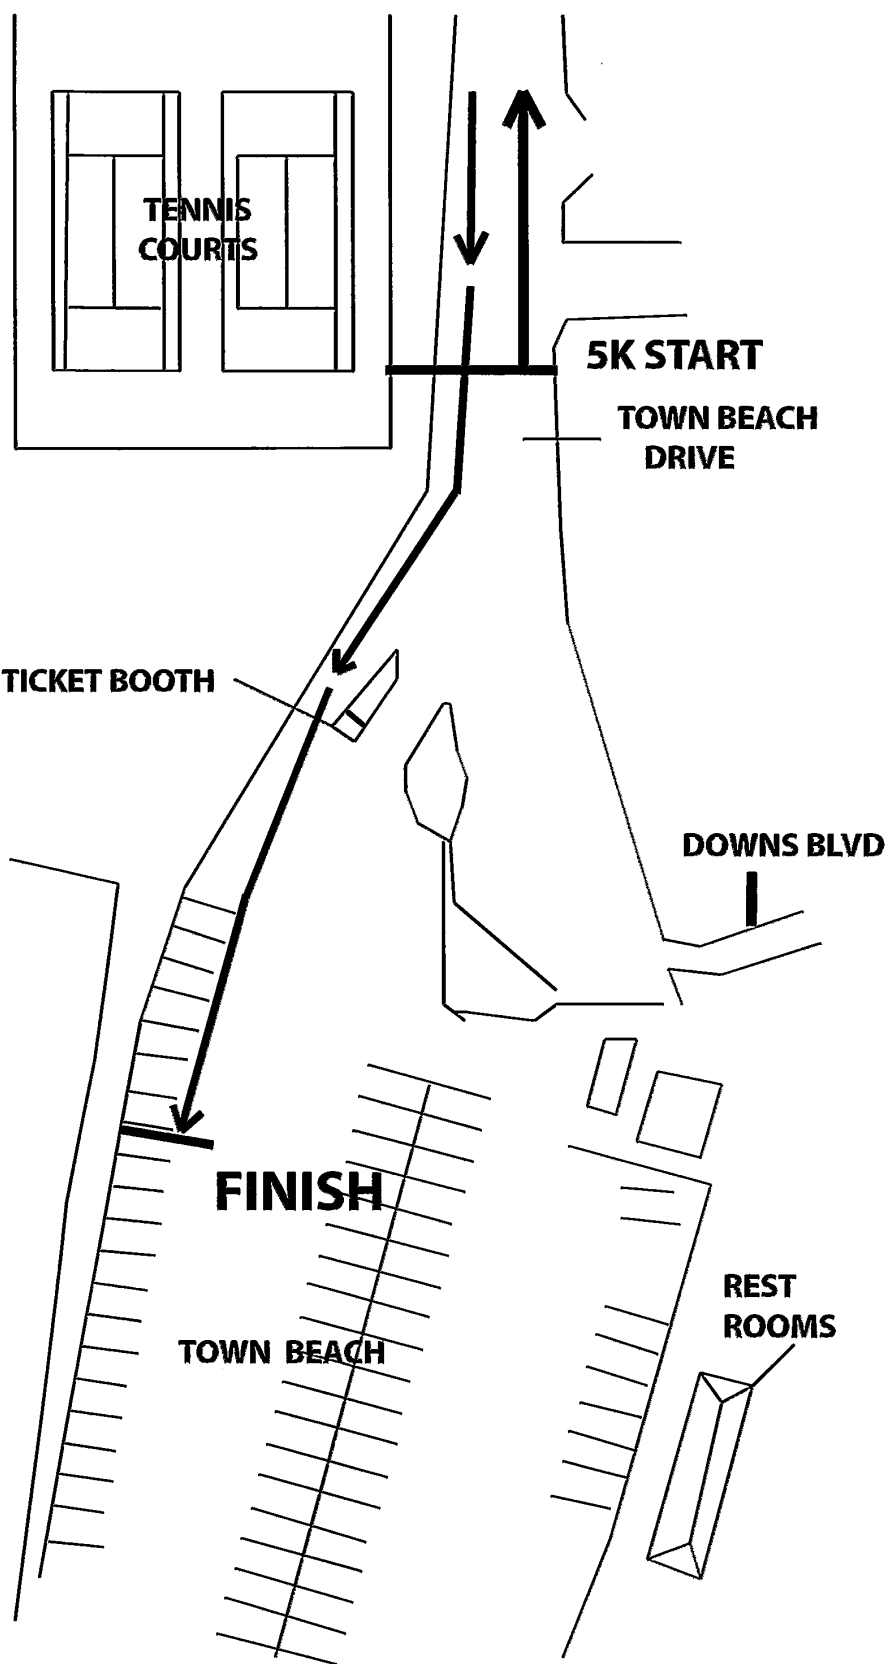 TENNIS
COURTS
5K START
TOWN BEACH
DRIVE
TICKET BOOTH
DOWNS BLVD
FINISH
REST
ROOMS
TOWN BEACH